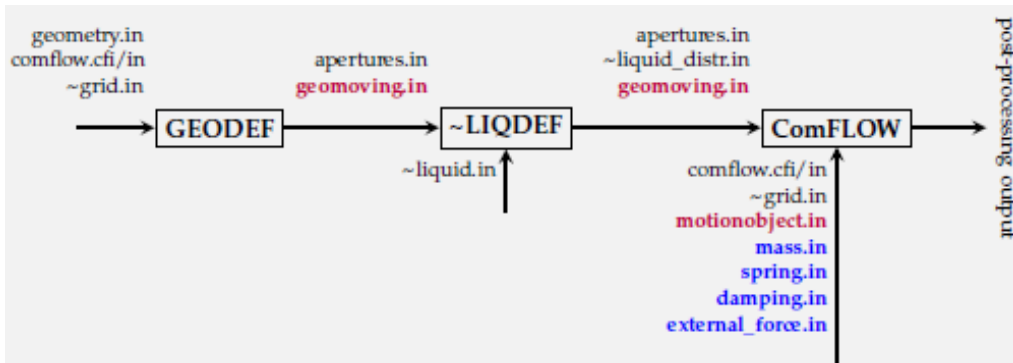 geometry.in
comflow.cfi/in
~grid.in
GEODEF
apertures.in
geomoving.in
~LIQDEF
~liquid.in
apertures.in
~liquid_distr.in
geomoving.in
ComFLOW
comflow.cfi/in
~grid.in
motionobject.in
mass.in
spring.in
damping.in
external_force.in
post-processing output